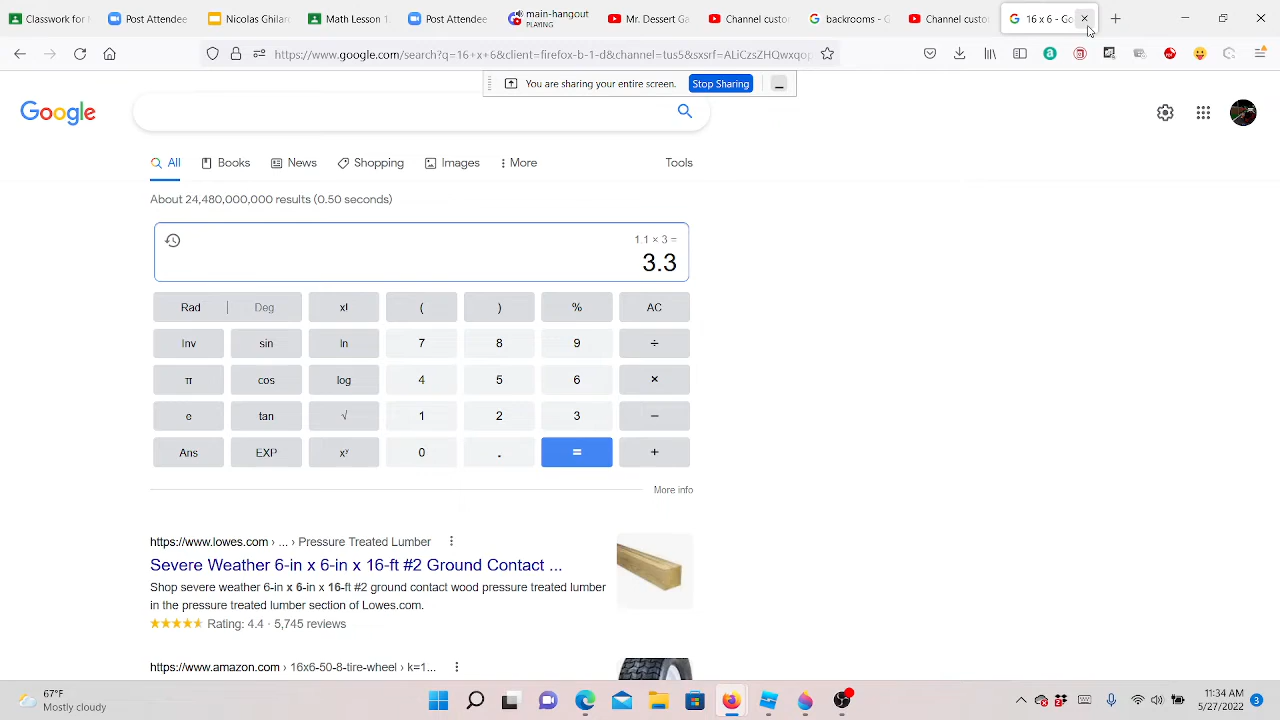 Classwork for
Post Attendee
Nicolas Ghila
Math Lesson
Post Attendee
main-hangout
PLAYING
Mr. Dessert Ga
Channel custo
backrooms - G
Channel custo
16 x 6 - Go
https://www.google.com/search?q=16+x+6&client=firefox-b-1-d&channel=tus5&sxsrf=ALiCzsZHQwxqop
You are sharing your entire screen.
Stop Sharing
Google
All
Books
News
Shopping
Images
More
Tools
About 24,480,000,000 results (0.50 seconds)
1.1 × 3 =
3.3
Rad | Deg x! ( ) % AC
Inv sin ln 7 8 9 ÷
π cos log 4 5 6 ×
e tan √ 1 2 3 −
Ans EXP xʸ 0 . = +
More info
https://www.lowes.com › ... › Pressure Treated Lumber
Severe Weather 6-in x 6-in x 16-ft #2 Ground Contact ...
Shop severe weather 6-in x 6-in x 16-ft #2 ground contact wood pressure treated lumber
in the pressure treated lumber section of Lowes.com.
Rating: 4.4 · 5,745 reviews
https://www.amazon.com › 16x6-50-8-tire-wheel › k=1...
67°F
Mostly cloudy
11:34 AM
5/27/2022
3